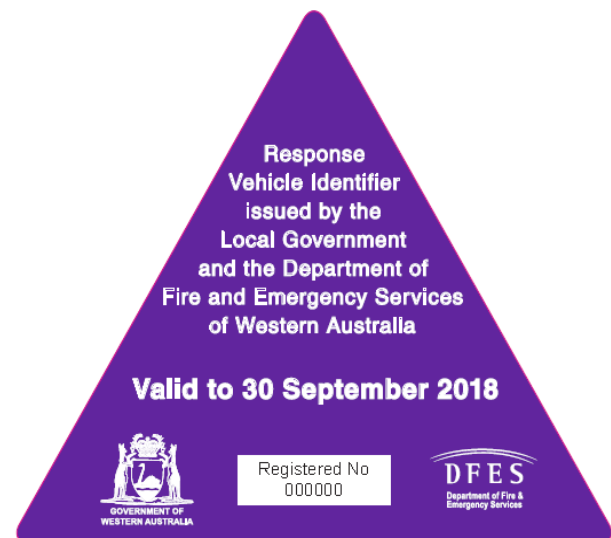 Response
Vehicle Identifier
issued by the
Local Government
and the Department of
Fire and Emergency Services
of Western Australia
Valid to 30 September 2018
GOVERNMENT OF
WESTERN AUSTRALIA
Registered No
000000
DFES
Department of Fire &
Emergency Services